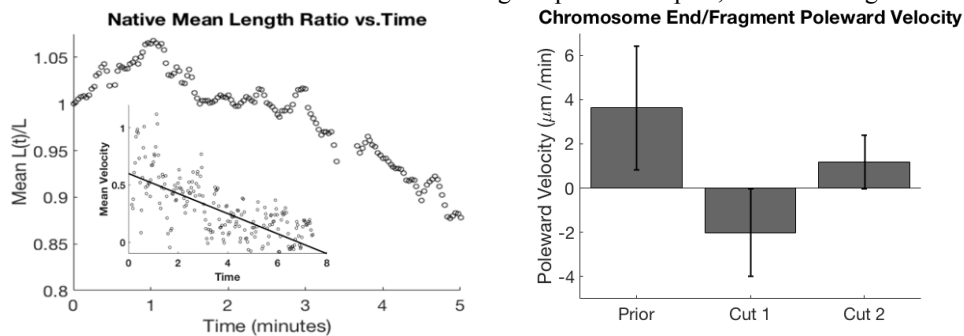 Native Mean Length Ratio vs.Time
Mean L(t)/L
1.05
1
0.95
0.9
0.85
0.8
0
1
2
3
4
5
Time (minutes)
Mean Velocity
1
0.5
0
0
2
4
6
8
Time
Chromosome End/Fragment Poleward Velocity
Poleward Velocity (μm /min)
6
4
2
0
-2
-4
Prior
Cut 1
Cut 2